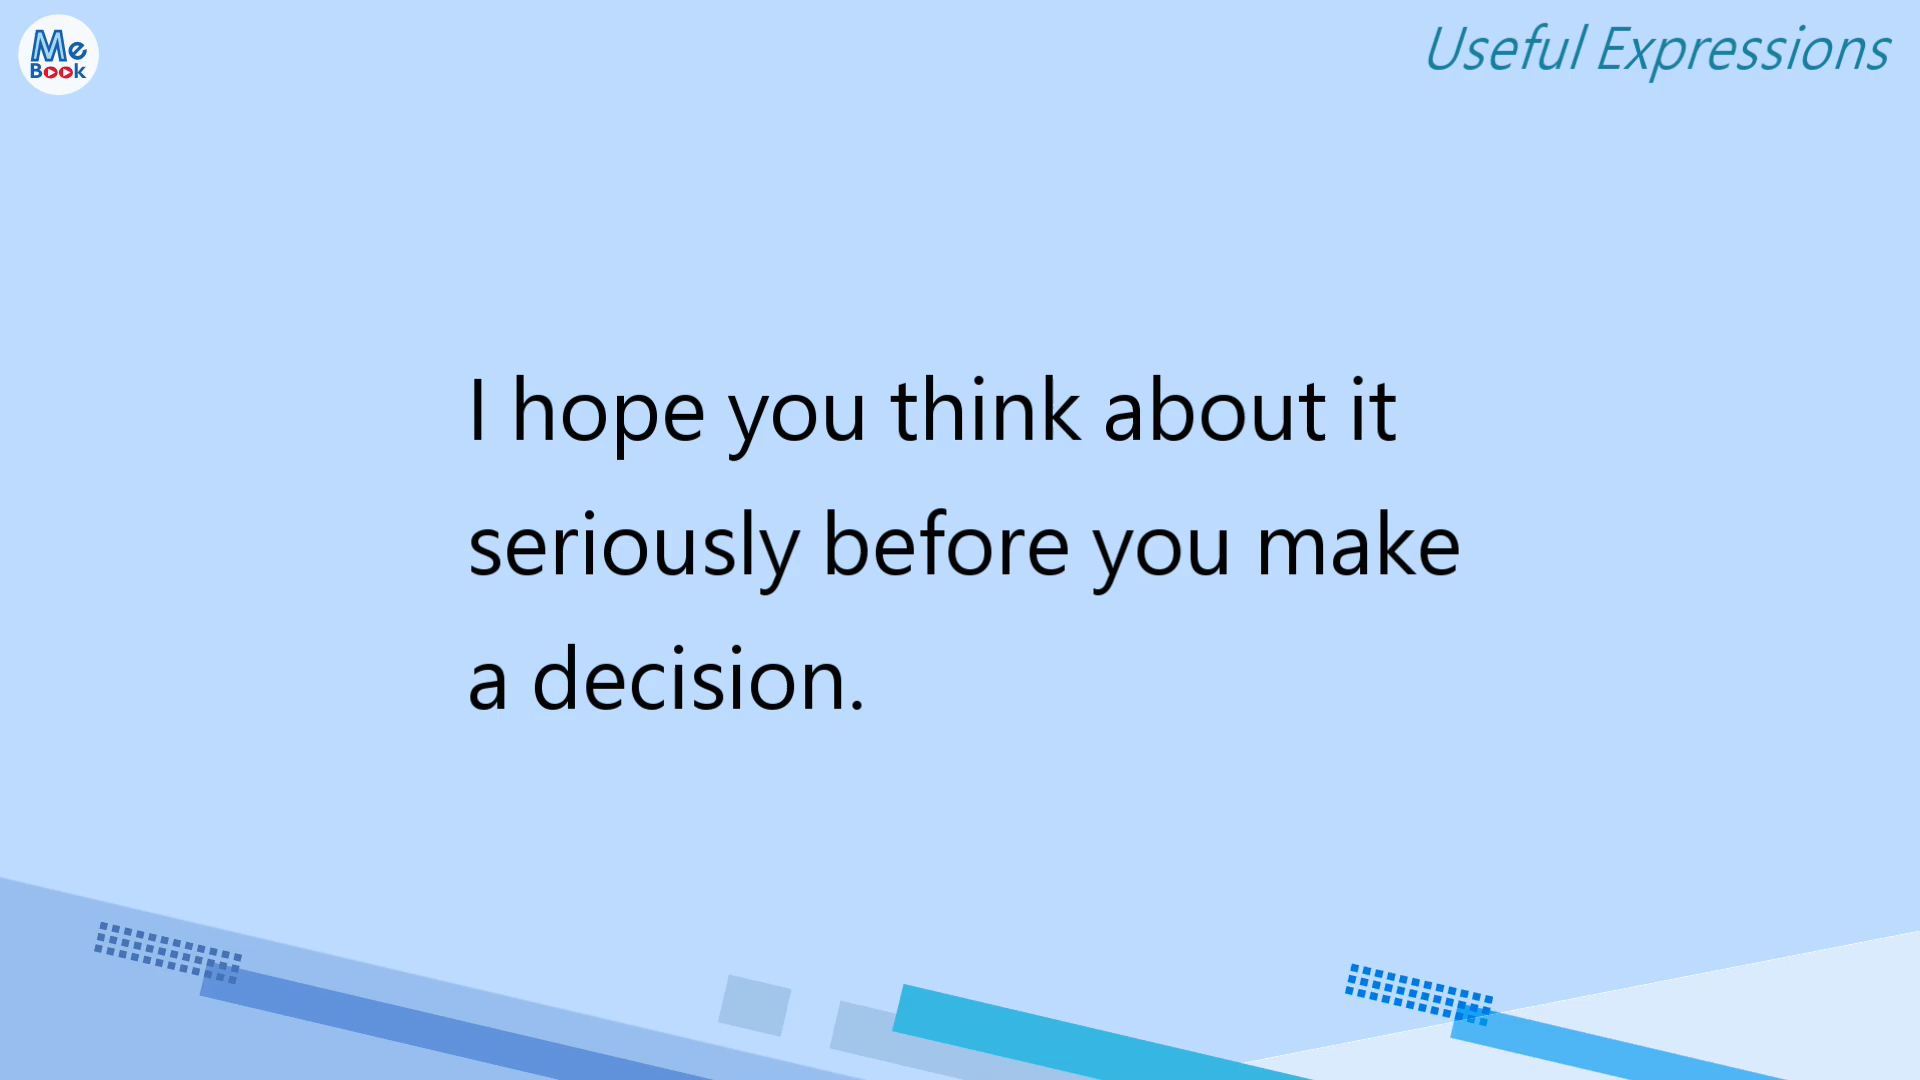 Me
Book
Useful Expressions
I hope you think about it
seriously before you make
a decision.